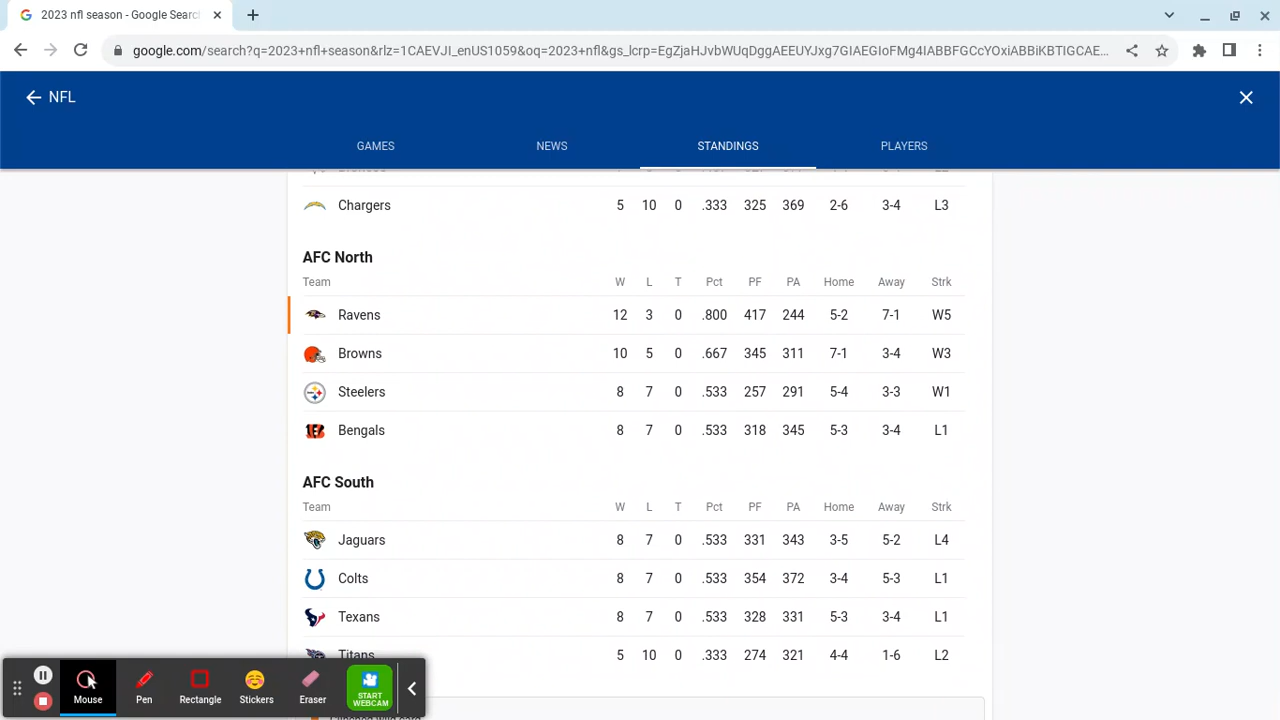 2023 nfl season - Google Search
google.com/search?q=2023+nfl+season&rlz=1CAEVJI_enUS1059&oq=2023+nfl&gs_lcrp=EgZjaHJvbWUqDggAEEUYJxg7GIAEGIoFMg4IABBFGCcYOxiABBiKBTIGCAE...
NFL
GAMES NEWS STANDINGS PLAYERS
Chargers 5 10 0 .333 325 369 2-6 3-4 L3
AFC North
Team W L T Pct PF PA Home Away Strk
Ravens 12 3 0 .800 417 244 5-2 7-1 W5
Browns 10 5 0 .667 345 311 7-1 3-4 W3
Steelers 8 7 0 .533 257 291 5-4 3-3 W1
Bengals 8 7 0 .533 318 345 5-3 3-4 L1
AFC South
Team W L T Pct PF PA Home Away Strk
Jaguars 8 7 0 .533 331 343 3-5 5-2 L4
Colts 8 7 0 .533 354 372 3-4 5-3 L1
Texans 8 7 0 .533 328 331 5-3 3-4 L1
Titans 5 10 0 .333 274 321 4-4 1-6 L2
Mouse Pen Rectangle Stickers Eraser START WEBCAM